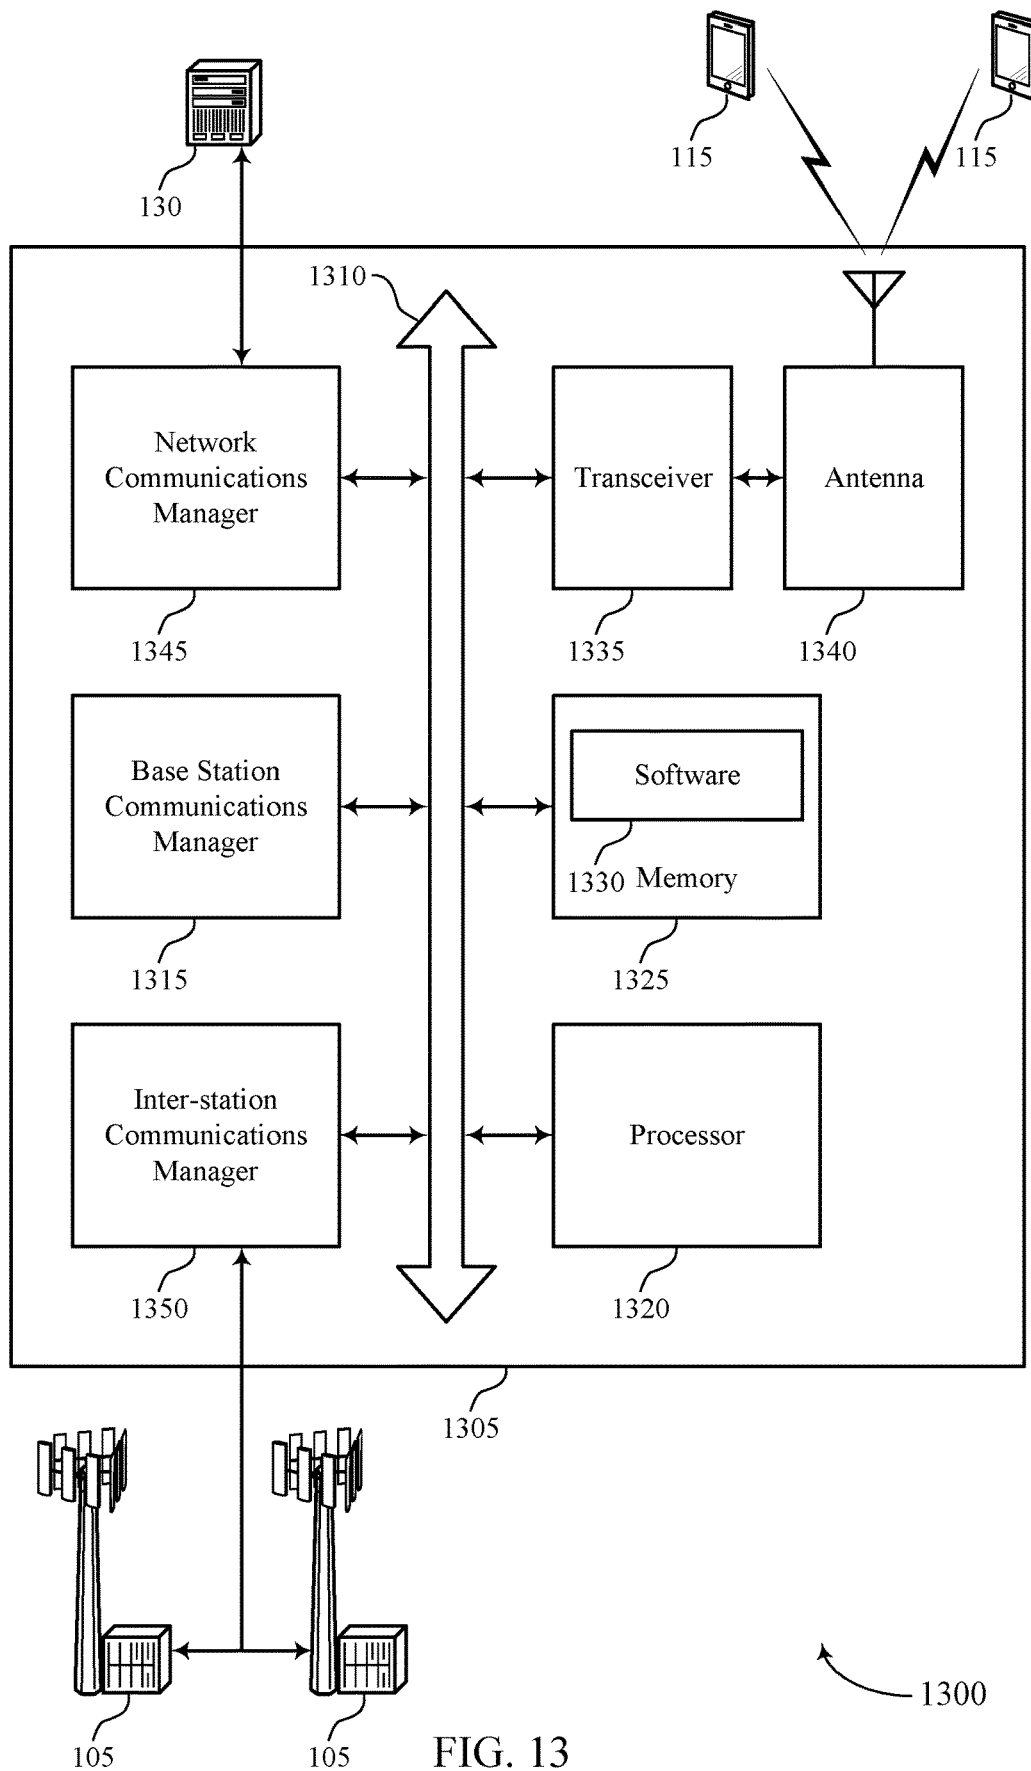 115
115
130
1310
Network
Communications
Manager
Transceiver
Antenna
1345
1335
1340
Base Station
Communications
Manager
Software
1330
Memory
1315
1325
Inter-station
Communications
Manager
Processor
1350
1320
1305
1300
105
105
FIG. 13